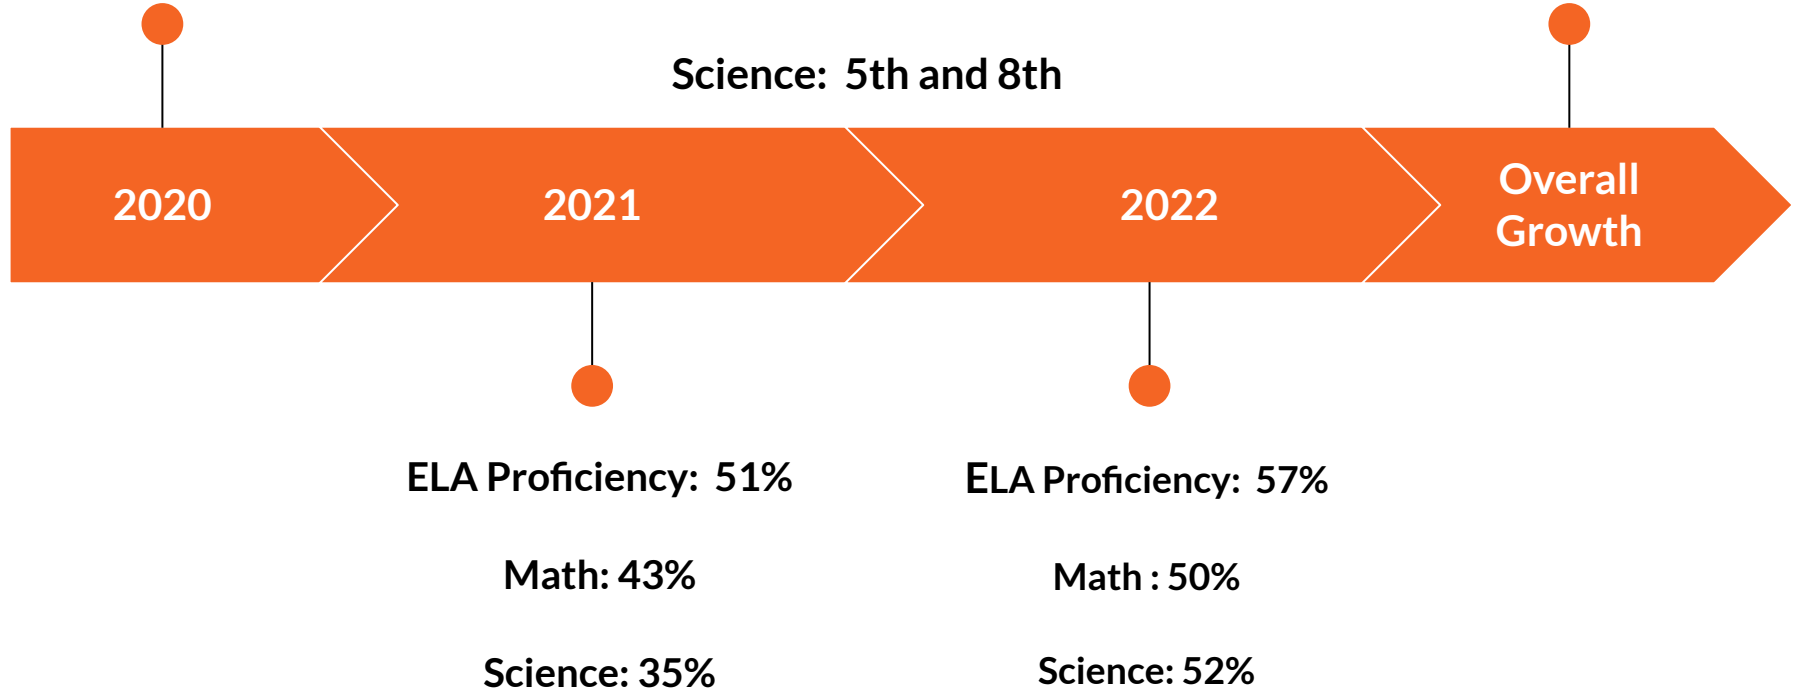 Science:  5th and 8th
2020
2021
2022
Overall
Growth
ELA Proficiency:  51%
Math: 43%
Science: 35%
ELA Proficiency:  57%
Math : 50%
Science: 52%